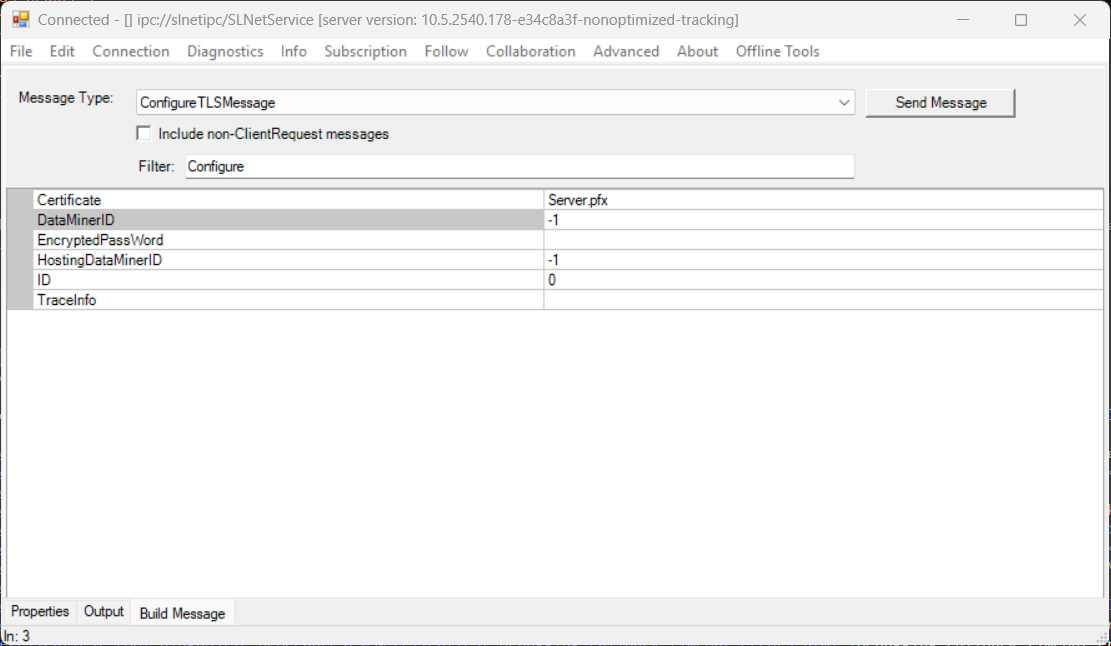 Connected - [] ipc://slnetipc/SLNetService [server version: 10.5.2540.178-e34c8a3f-nonoptimized-tracking]
File Edit Connection Diagnostics Info Subscription Follow Collaboration Advanced About Offline Tools
Message Type: ConfigureTLSMessage Send Message
Include non-ClientRequest messages
Filter: Configure
Certificate Server.pfx
DataMinerID -1
EncryptedPassWord
HostingDataMinerID -1
ID 0
TraceInfo
Properties Output Build Message
In: 3